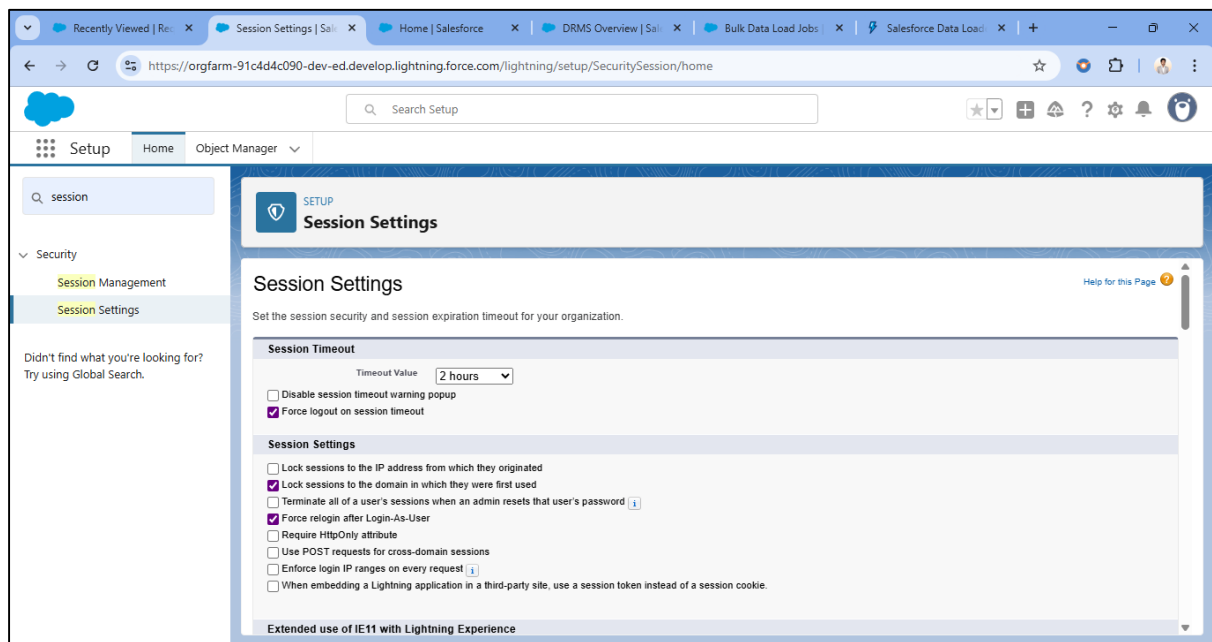 Recently Viewed | Rec
Session Settings | Sal
Home | Salesforce
DRMS Overview | Sal
Bulk Data Load Jobs |
Salesforce Data Load
https://orgfarm-91c4d4c090-dev-ed.develop.lightning.force.com/lightning/setup/SecuritySession/home
Search Setup
Setup
Home
Object Manager
session
SETUP
Session Settings
Security
Session Management
Session Settings
Didn't find what you're looking for?
Try using Global Search.
Session Settings
Help for this Page
Set the session security and session expiration timeout for your organization.
Session Timeout
Timeout Value 2 hours
Disable session timeout warning popup
Force logout on session timeout
Session Settings
Lock sessions to the IP address from which they originated
Lock sessions to the domain in which they were first used
Terminate all of a user's sessions when an admin resets that user's password i
Force relogin after Login-As-User
Require HttpOnly attribute
Use POST requests for cross-domain sessions
Enforce login IP ranges on every request i
When embedding a Lightning application in a third-party site, use a session token instead of a session cookie.
Extended use of IE11 with Lightning Experience